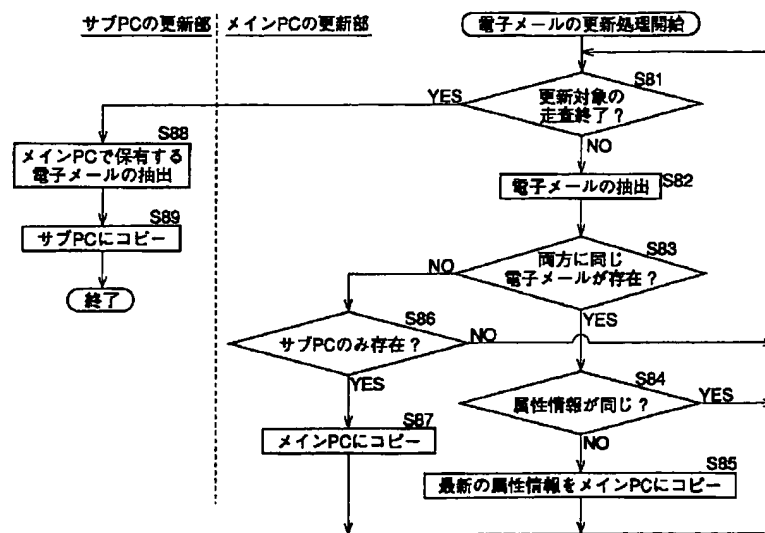 サブPCの更新部
メインPCの更新部
電子メールの更新処理開始
S81
更新対象の
走査終了？
YES
NO
S88
メインPCで保有する
電子メールの抽出
S82
電子メールの抽出
S89
サブPCにコピー
S83
両方に同じ
電子メールが存在？
NO
YES
終了
S86
サブPCのみ存在？
NO
YES
S84
属性情報が同じ？
YES
NO
S87
メインPCにコピー
S85
最新の属性情報をメインPCにコピー